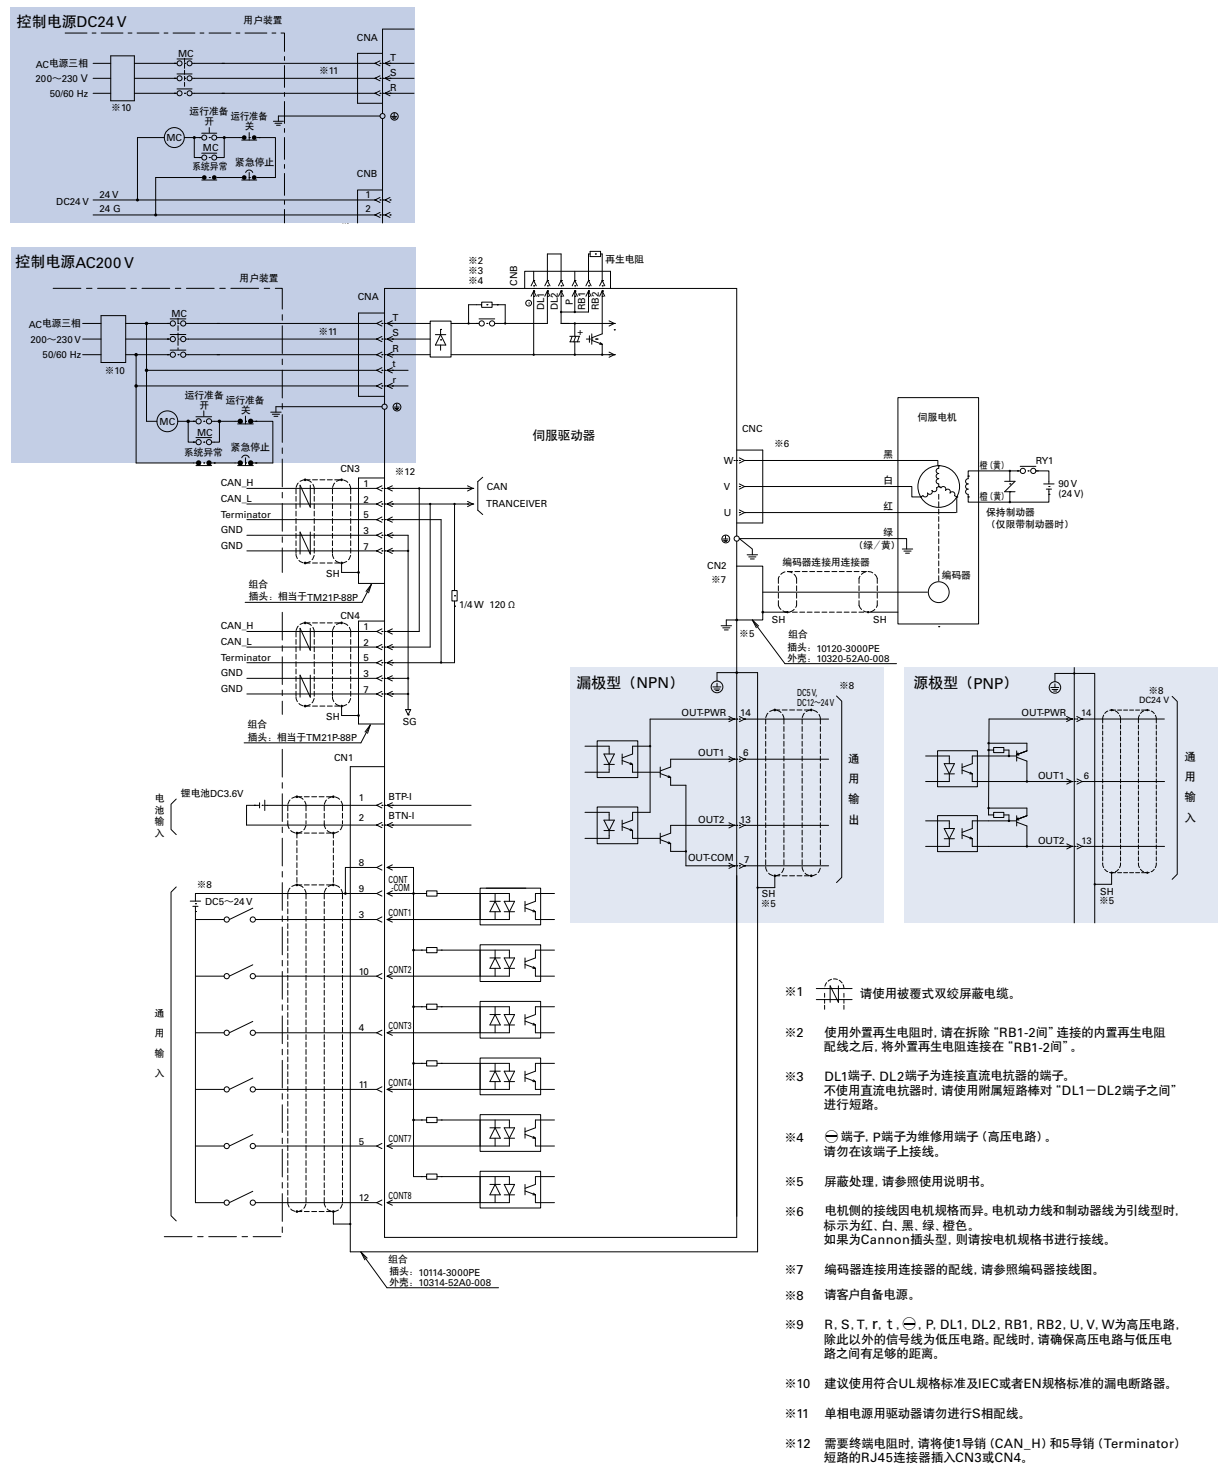 控制电源DC24 V
用户装置
CNA
AC电源三相
200～230 V
50/60 Hz
MC
※11
T
S
R
※10
运行准备
开
运行准备
关
MC
MC
系统异常
紧急停止
CNB
DC24 V
24 V
24 G
1
2
控制电源AC200 V
用户装置
CNA
AC电源三相
200～230 V
50/60 Hz
MC
※11
T
S
R
t
r
※10
运行准备
开
运行准备
关
MC
MC
系统异常
紧急停止
※2
※3
※4
CNB
再生电阻
⊖
DL1
DL2
P
RB1
RB2
+
伺服驱动器
CNC
※6
W
V
U
黑
白
红
绿
(绿／黄)
伺服电机
橙(黄)
橙(黄)
RY1
90 V
(24 V)
保持制动器
（仅限带制动器时）
CN2
※7
编码器连接用连接器
编码器
SH
SH
※5
组合
插头：10120-3000PE
外壳：10320-52A0-008
CN3
※12
CAN_H
CAN_L
Terminator
GND
GND
1
2
5
3
7
CAN
TRANCEIVER
SH
组合
插头：相当于TM21P-88P
1/4 W 120 Ω
CN4
CAN_H
CAN_L
Terminator
GND
GND
1
2
5
3
7
SH
SG
组合
插头：相当于TM21P-88P
CN1
电池输入
锂电池DC3.6V
1
BTP-I
2
BTN-I
8
9
CONT
-COM
※8
DC5～24 V
3
CONT1
10
CONT2
4
CONT3
11
CONT4
5
CONT7
12
CONT8
通用输入
组合
插头：10114-3000PE
外壳：10314-52A0-008
漏极型（NPN）
DC5 V,
DC12～24 V
※8
OUT-PWR
14
OUT1
6
OUT2
13
OUT-COM
7
通用输出
SH
※5
源极型（PNP）
※8
DC24 V
OUT-PWR
14
OUT1
6
OUT2
13
通用输入
SH
※5
※1 请使用被覆式双绞屏蔽电缆。
※2 使用外置再生电阻时, 请在拆除“RB1-2间”连接的内置再生电阻
配线之后, 将外置再生电阻连接在“RB1-2间”。
※3 DL1端子、DL2端子为连接直流电抗器的端子。
不使用直流电抗器时, 请使用附属短路棒对“DL1－DL2端子之间”
进行短路。
※4 ⊖端子, P端子为维修用端子（高压电路）。
请勿在该端子上接线。
※5 屏蔽处理, 请参照使用说明书。
※6 电机侧的接线因电机规格而异。电机动力线和制动器线为引线型时,
标示为红、白、黑、绿、橙色。
如果为Cannon插头型, 则请按电机规格书进行接线。
※7 编码器连接用连接器的配线, 请参照编码器接线图。
※8 请客户自备电源。
※9 R, S, T, r, t, ⊖, P, DL1, DL2, RB1, RB2, U, V, W为高压电路,
除此以外的信号线为低压电路。配线时, 请确保高压电路与低压电
路之间有足够的距离。
※10 建议使用符合UL规格标准及IEC或者EN规格标准的漏电断路器。
※11 单相电源用驱动器请勿进行S相配线。
※12 需要终端电阻时, 请将使1导销（CAN_H）和5导销（Terminator）
短路的RJ45连接器插入CN3或CN4。